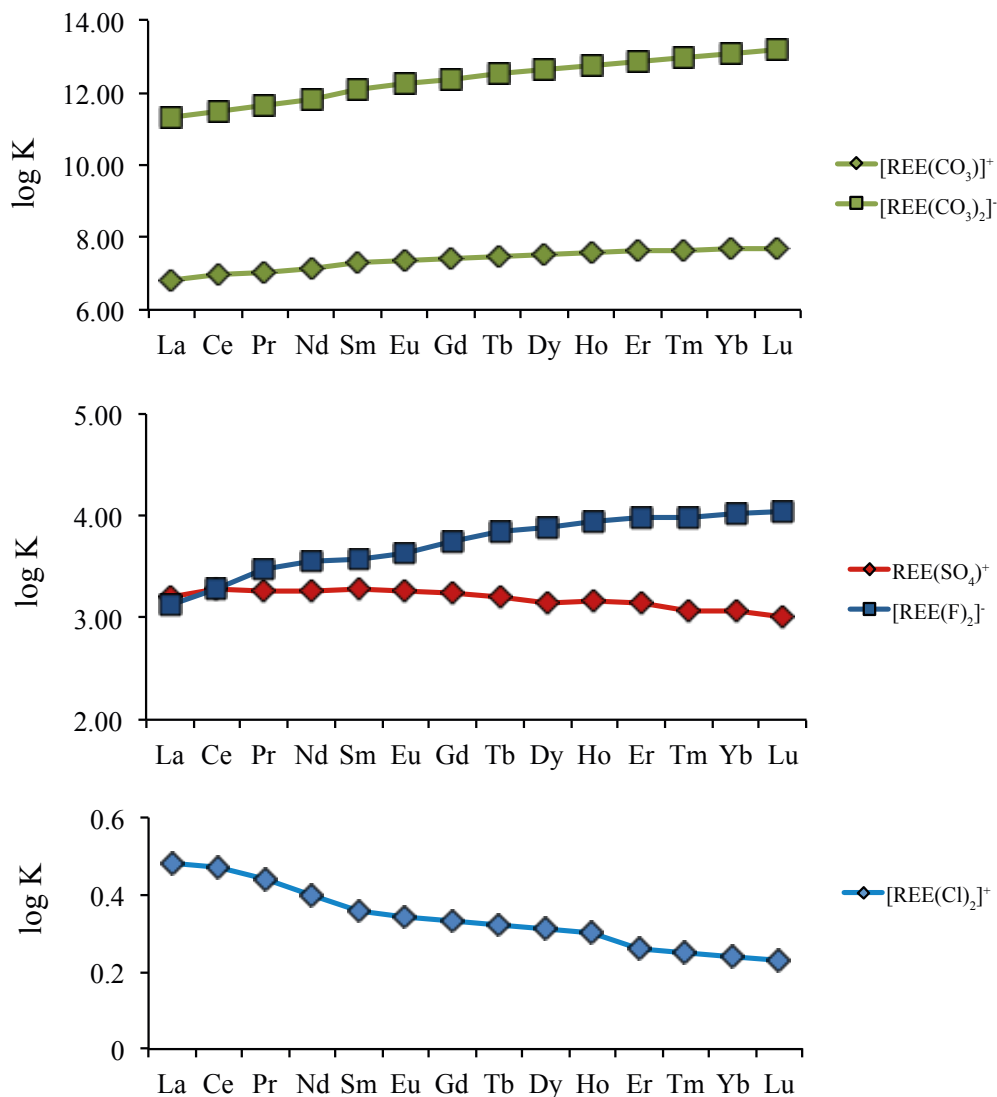 14.00
12.00
10.00
8.00
6.00
log K
La Ce Pr Nd Sm Eu Gd Tb Dy Ho Er Tm Yb Lu
[REE(CO₃)]⁺
[REE(CO₃)₂]⁻
5.00
4.00
3.00
2.00
log K
La Ce Pr Nd Sm Eu Gd Tb Dy Ho Er Tm Yb Lu
REE(SO₄)⁺
[REE(F)₂]⁻
0.6
0.4
0.2
0
log K
La Ce Pr Nd Sm Eu Gd Tb Dy Ho Er Tm Yb Lu
[REE(Cl)₂]⁺